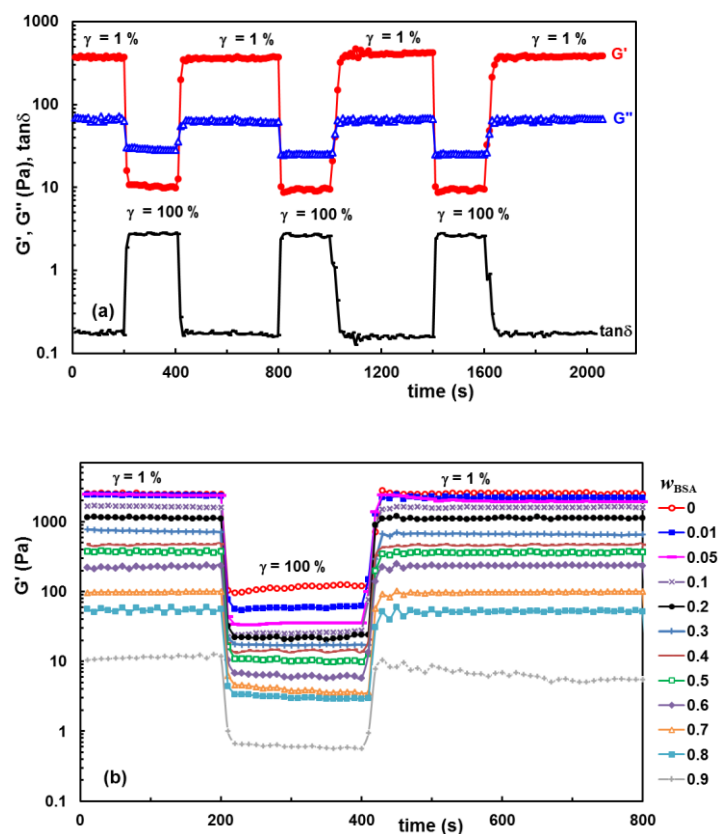 1000
100
10
1
0.1
G', G'' (Pa), tanδ
γ = 1 %
γ = 1 %
γ = 1 %
γ = 1 %
G'
G''
γ = 100 %
γ = 100 %
γ = 100 %
(a)
tanδ
0
400
800
1200
1600
2000
time (s)
1000
100
10
1
0.1
G' (Pa)
γ = 1 %
γ = 1 %
γ = 100 %
(b)
0
200
400
600
800
time (s)
wBSA
0
0.01
0.05
0.1
0.2
0.3
0.4
0.5
0.6
0.7
0.8
0.9